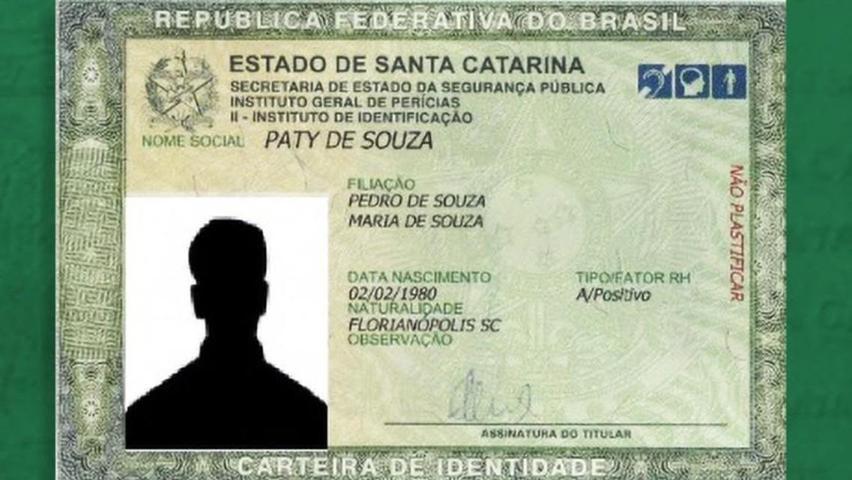 REPÚBLICA FEDERATIVA DO BRASIL
ESTADO DE SANTA CATARINA
SECRETARIA DE ESTADO DA SEGURANÇA PÚBLICA
INSTITUTO GERAL DE PERÍCIAS
II - INSTITUTO DE IDENTIFICAÇÃO
NOME SOCIAL PATY DE SOUZA
FILIAÇÃO
PEDRO DE SOUZA
MARIA DE SOUZA
NÃO PLASTIFICAR
DATA NASCIMENTO TIPO/FATOR RH
02/02/1980 A/Positivo
NATURALIDADE
FLORIANÓPOLIS SC
OBSERVAÇÃO
ASSINATURA DO TITULAR
CARTEIRA DE IDENTIDADE